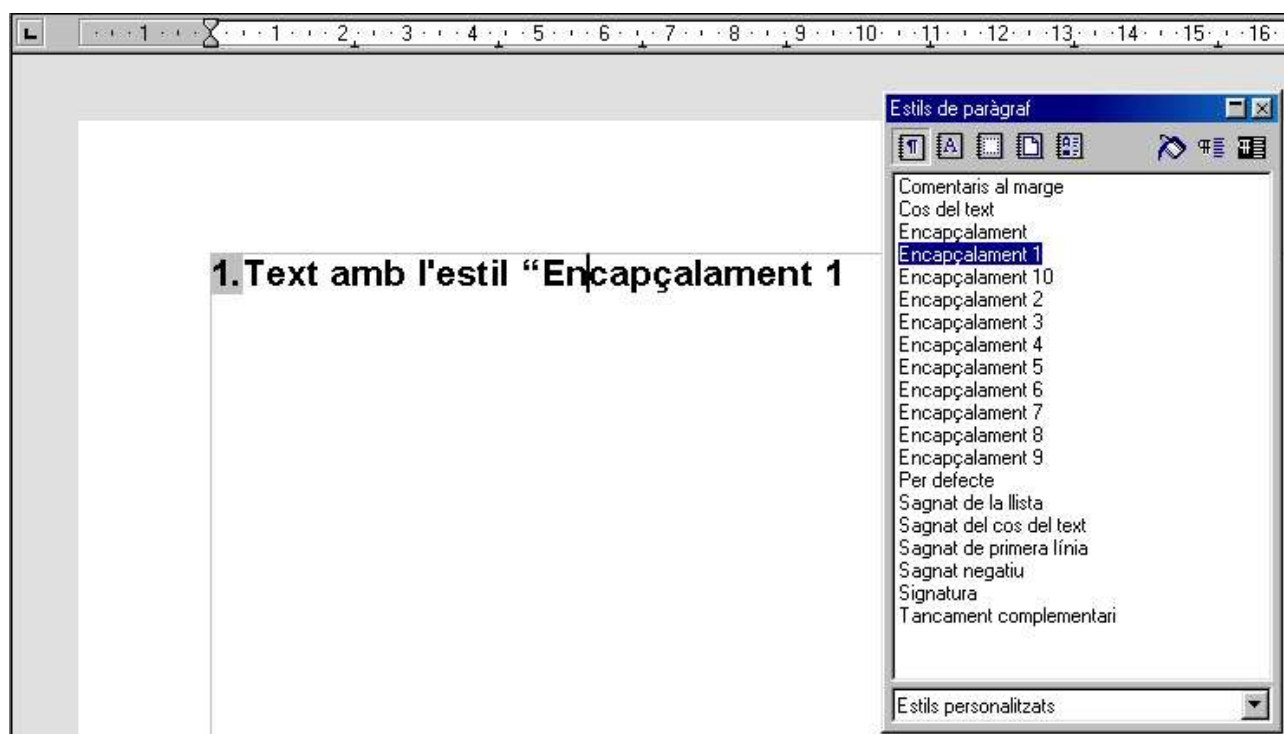 1 1 2 3 4 5 6 7 8 9 10 11 12 13 14 15 16
Estils de paràgraf
1.Text amb l'estil “Encapçalament 1
Comentaris al marge
Cos del text
Encapçalament
Encapçalament 1
Encapçalament 10
Encapçalament 2
Encapçalament 3
Encapçalament 4
Encapçalament 5
Encapçalament 6
Encapçalament 7
Encapçalament 8
Encapçalament 9
Per defecte
Sagnat de la llista
Sagnat del cos del text
Sagnat de primera línia
Sagnat negatiu
Signatura
Tancament complementari
Estils personalitzats